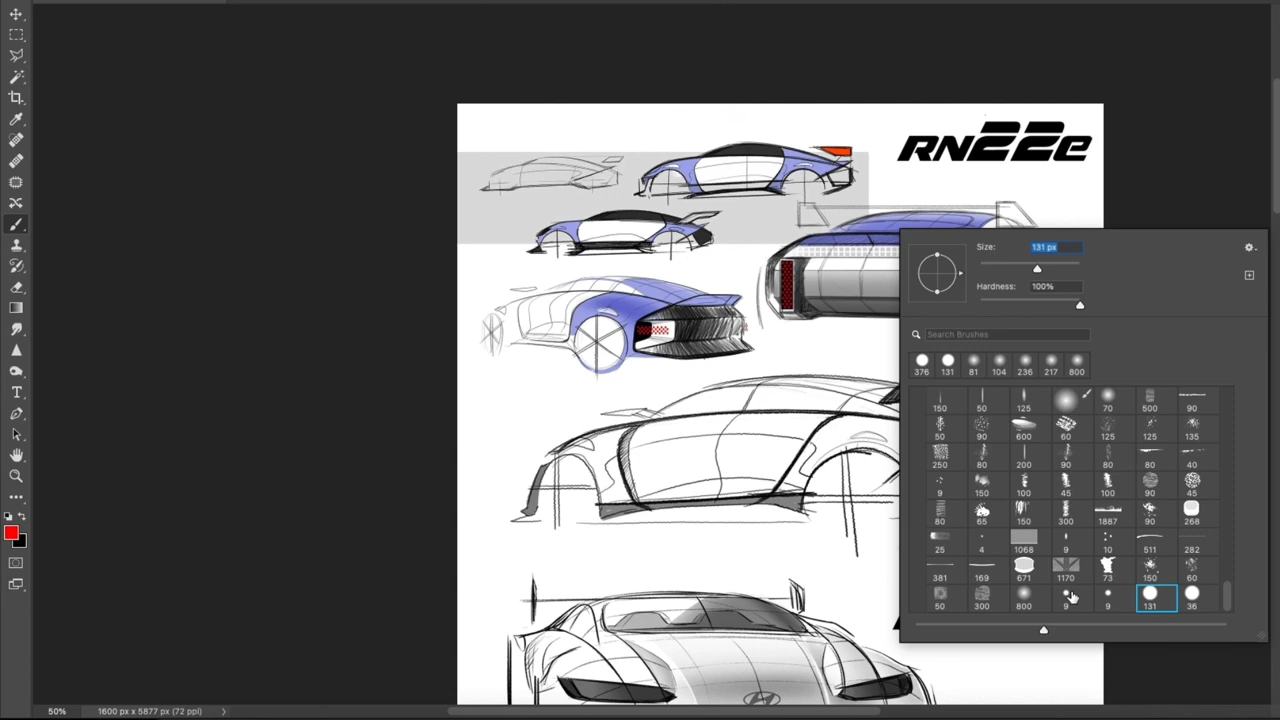 RN22e
Size:
131 px
Hardness:
100%
Search Brushes
376 131 81 104 236 217 800
150 50 125 70 500 90
50 90 600 60 125 125 135
250 80 200 90 80 80 40
9 150 100 45 100 90 45
80 65 150 300 1887 90 268
25 4 1068 9 10 511 282
381 169 671 1170 73 150 60
50 300 800 9 9 131 36
T
50% 1600 px x 5877 px (72 ppi)